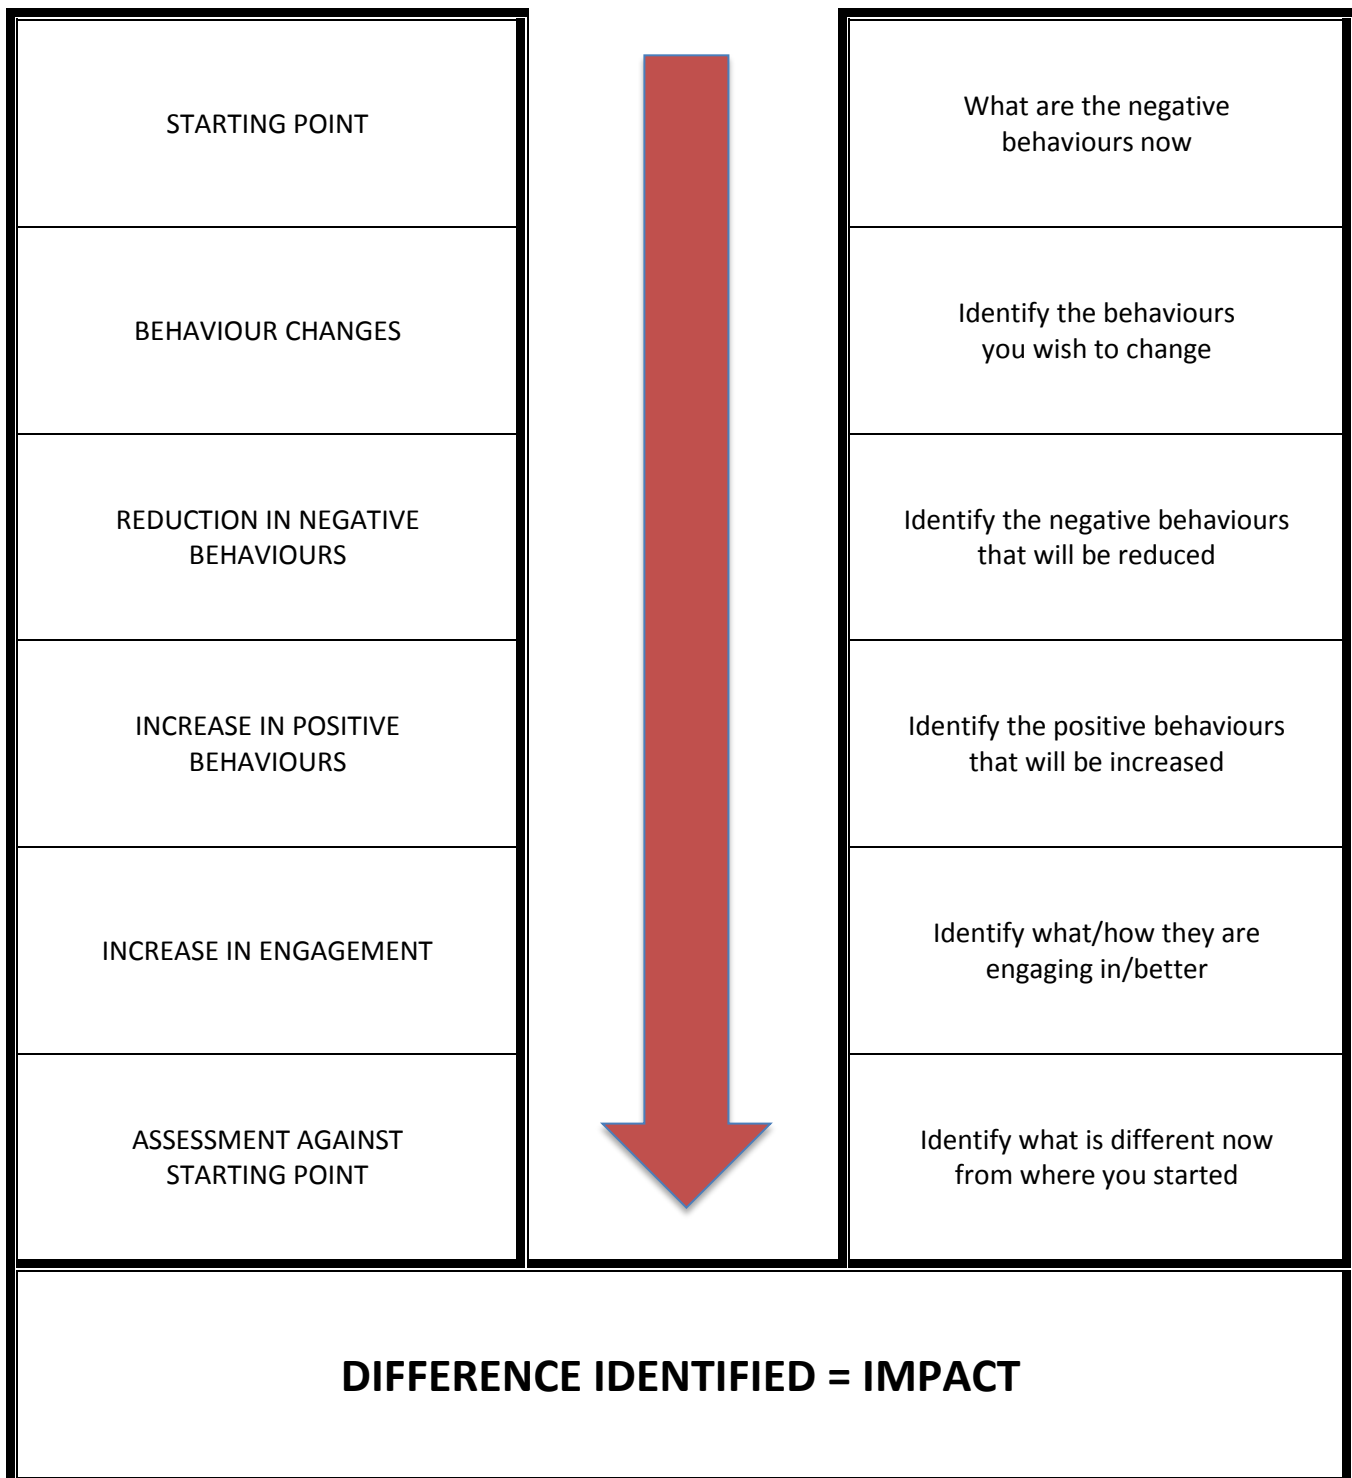 STARTING POINT
What are the negative
behaviours now
BEHAVIOUR CHANGES
Identify the behaviours
you wish to change
REDUCTION IN NEGATIVE
BEHAVIOURS
Identify the negative behaviours
that will be reduced
INCREASE IN POSITIVE
BEHAVIOURS
Identify the positive behaviours
that will be increased
INCREASE IN ENGAGEMENT
Identify what/how they are
engaging in/better
ASSESSMENT AGAINST
STARTING POINT
Identify what is different now
from where you started
DIFFERENCE IDENTIFIED = IMPACT